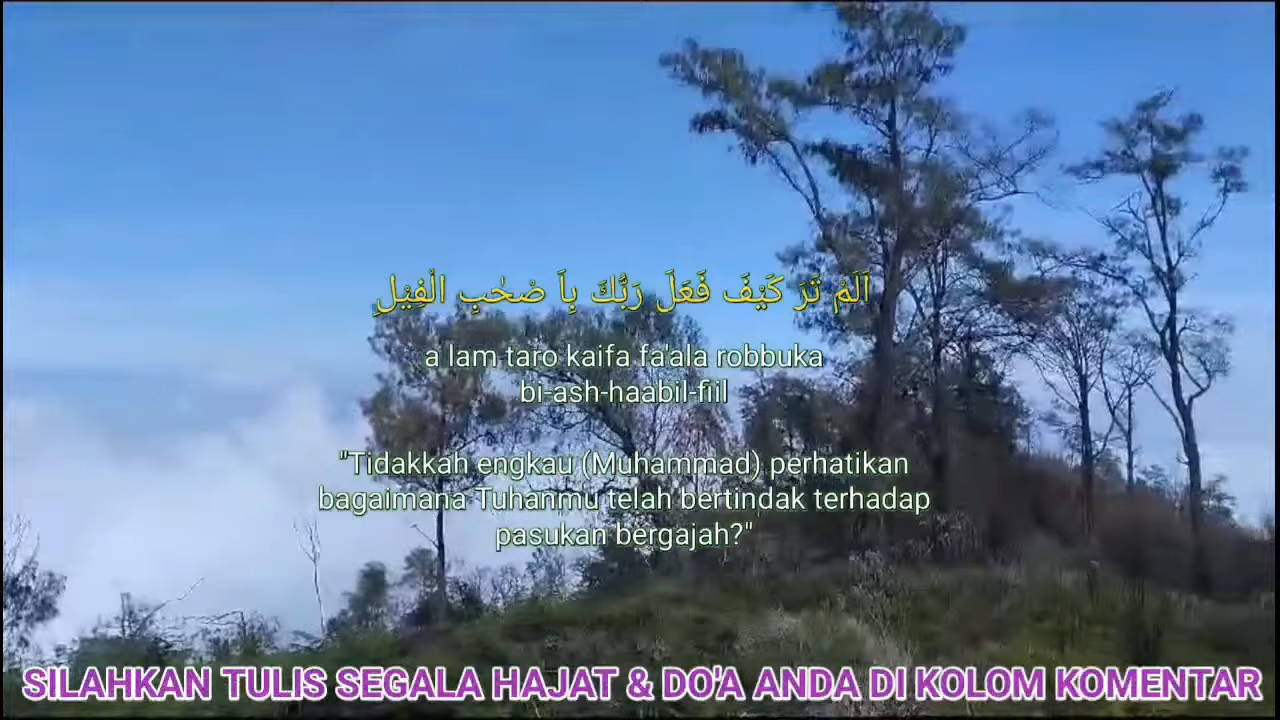 اَلَمْ تَرَ كَيْفَ فَعَلَ رَبُّكَ بِاَ صْحٰبِ الْفِيْلِ
a lam taro kaifa fa'ala robbuka
bi-ash-haabil-fiil
"Tidakkah engkau (Muhammad) perhatikan
bagaimana Tuhanmu telah bertindak terhadap
pasukan bergajah?"
SILAHKAN TULIS SEGALA HAJAT & DO'A ANDA DI KOLOM KOMENTAR